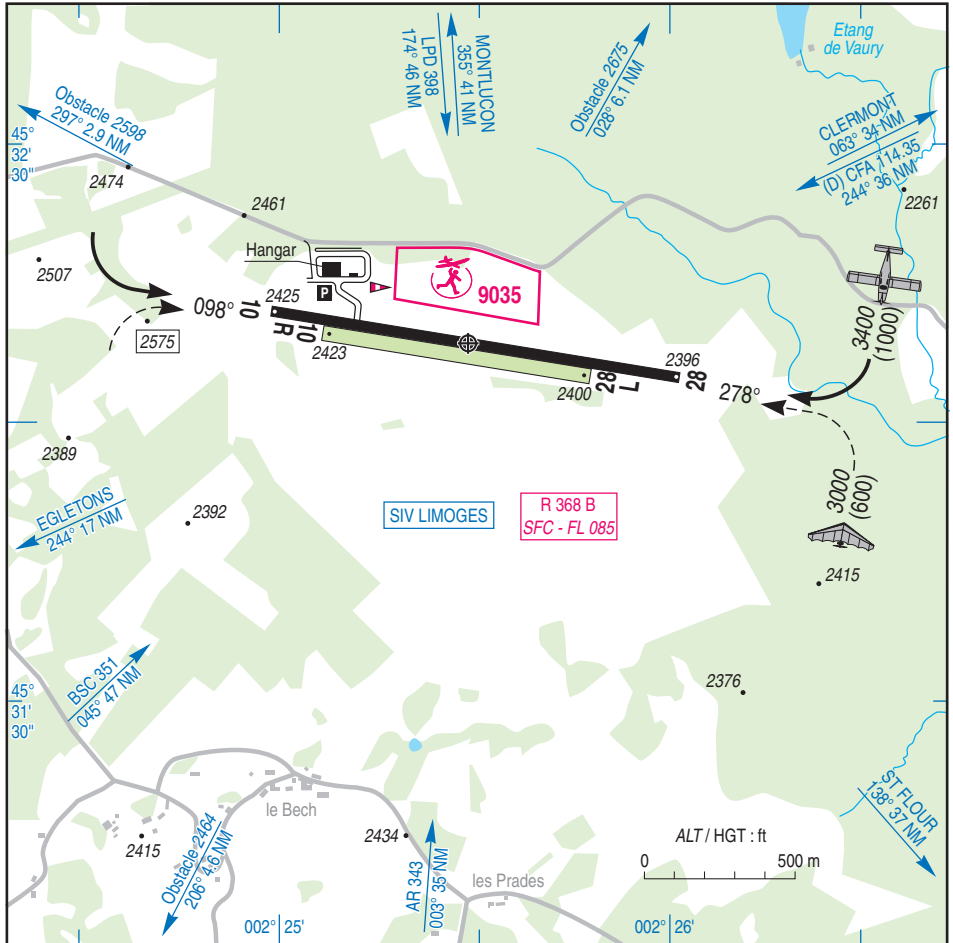 Etang
de Vaury
MONTLUCON
355° 41 NM
LPD 398
174° 46 NM
Obstacle 2675
028° 6.1 NM
Obstacle 2598
297° 2.9 NM
CLERMONT
063° 34 NM
(D) CFA 114.35
244° 36 NM
45°
32'
30"
2474
2461
2261
2507
Hangar
P
9035
098°
10
2425
R
10
2575
2423
2396
2400
28
L
28
278°
3400
(1000)
2389
2392
EGLETONS
244° 17 NM
SIV LIMOGES
R 368 B
SFC - FL 085
3000
(600)
2415
2376
BSC 351
045° 47 NM
45°
31'
30"
le Bech
2415
Obstacle 2464
206° 4.6 NM
2434
AR 343
003° 35 NM
les Prades
ST FLOUR
138° 37 NM
ALT / HGT : ft
0 500 m
002° 25'
002° 26'